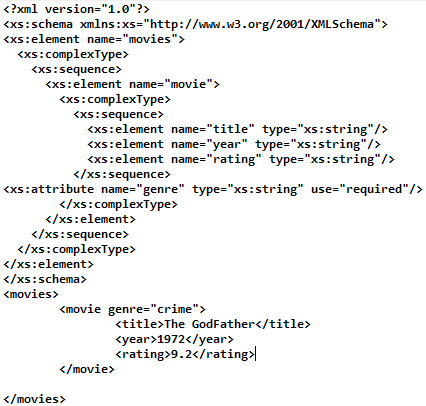 <?xml version="1.0"?>
<xs:schema xmlns:xs="http://www.w3.org/2001/XMLSchema">
<xs:element name="movies">
  <xs:complexType>
    <xs:sequence>
      <xs:element name="movie">
        <xs:complexType>
          <xs:sequence>
            <xs:element name="title" type="xs:string"/>
            <xs:element name="year" type="xs:string"/>
            <xs:element name="rating" type="xs:string"/>
          </xs:sequence>
<xs:attribute name="genre" type="xs:string" use="required"/>
        </xs:complexType>
      </xs:element>
    </xs:sequence>
  </xs:complexType>
</xs:element>
</xs:schema>
<movies>
        <movie genre="crime">
                <title>The GodFather</title>
                <year>1972</year>
                <rating>9.2</rating>
        </movie>

</movies>